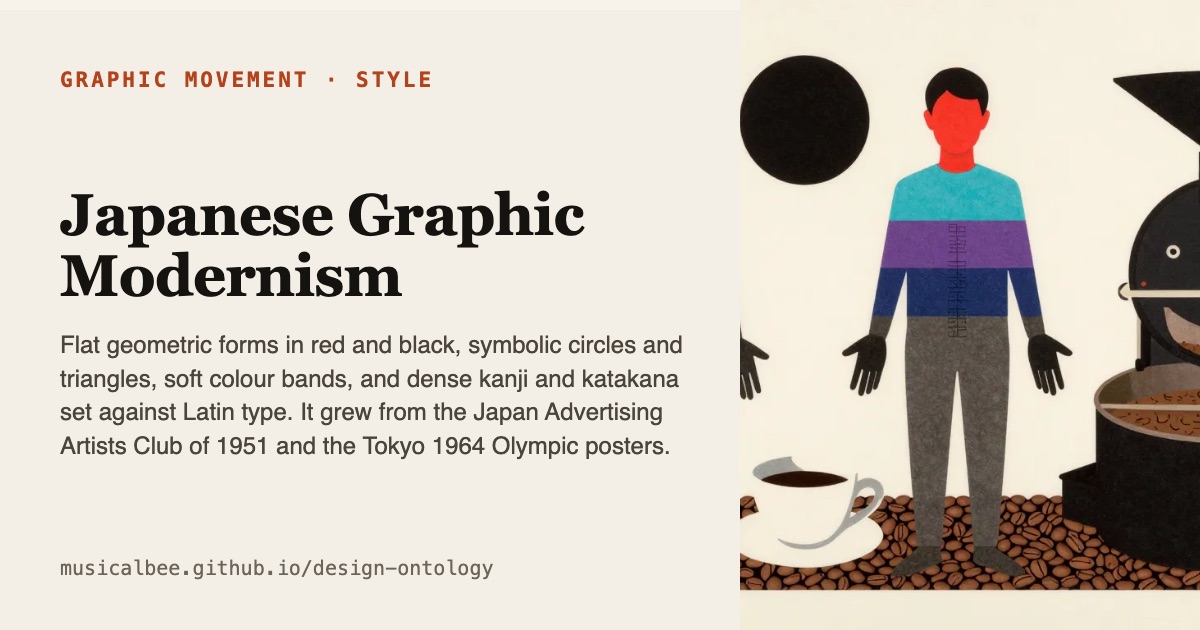 GRAPHIC MOVEMENT · STYLE
Japanese Graphic
Modernism
Flat geometric forms in red and black, symbolic circles and
triangles, soft colour bands, and dense kanji and katakana
set against Latin type. It grew from the Japan Advertising
Artists Club of 1951 and the Tokyo 1964 Olympic posters.
musicalbee.github.io/design-ontology